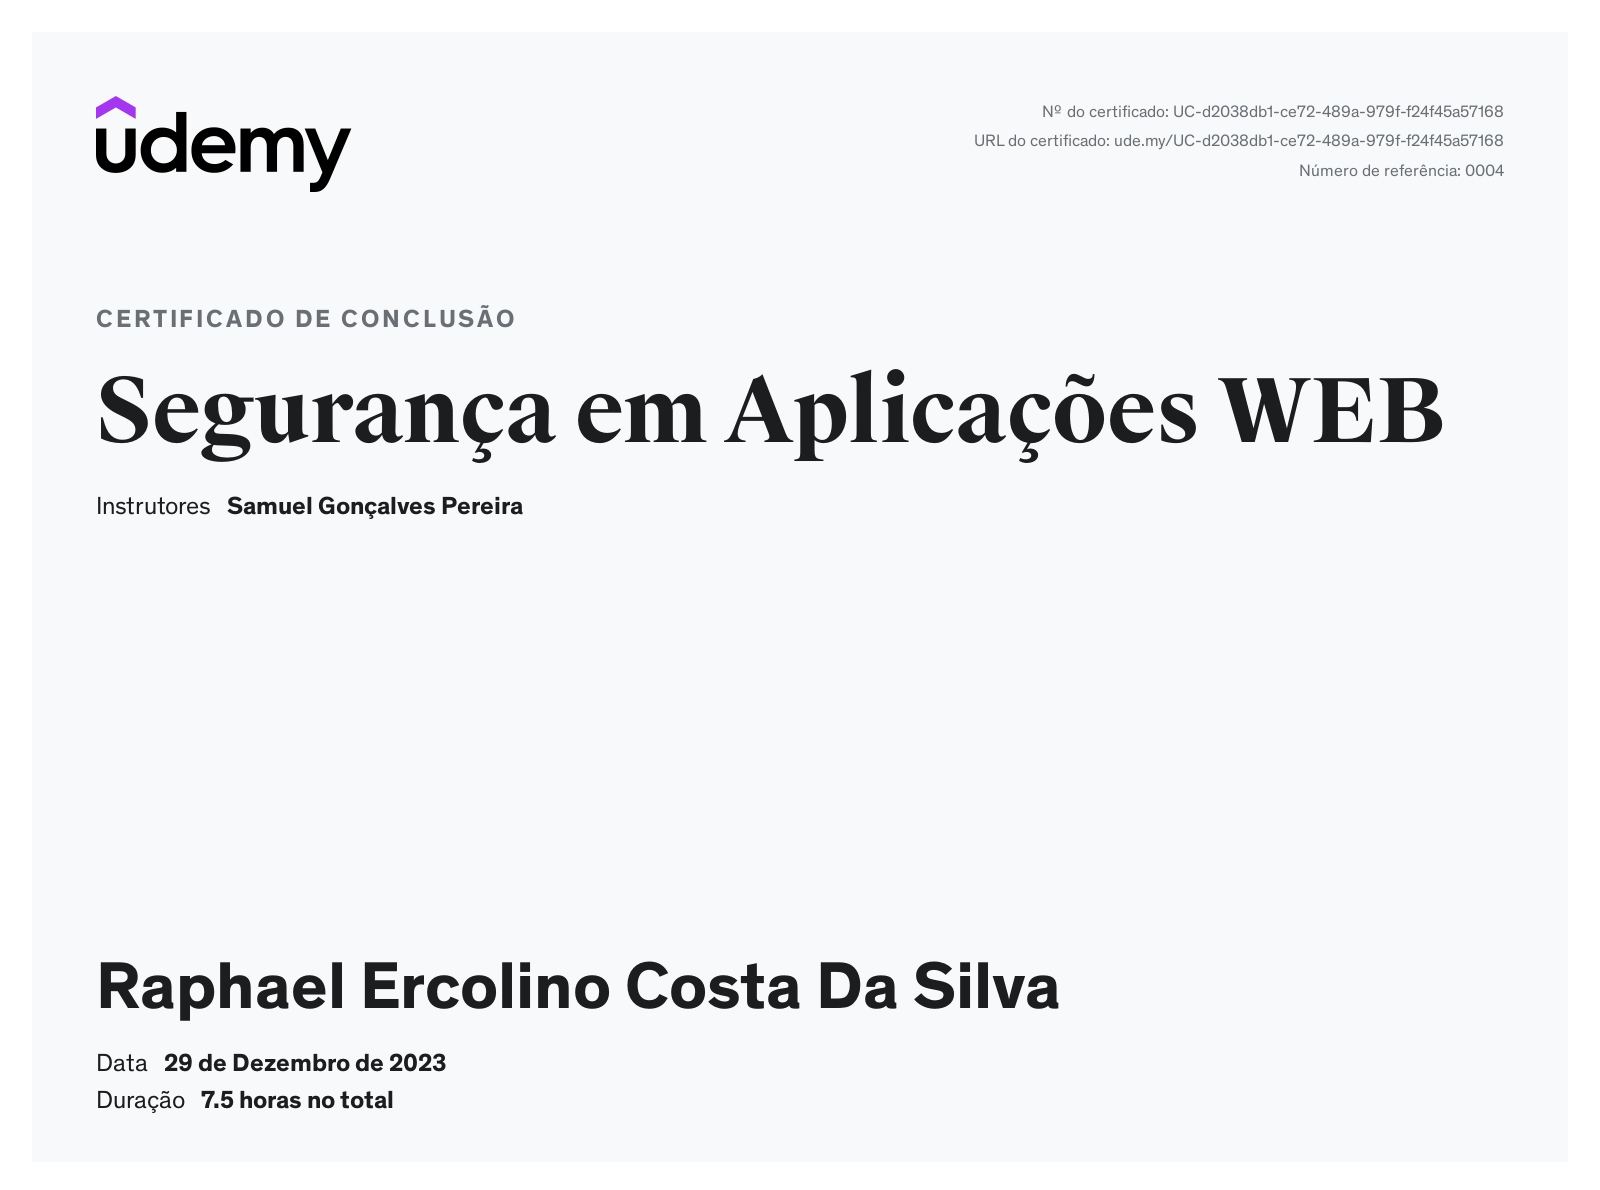 udemy
Nº do certificado: UC-d2038db1-ce72-489a-979f-f24f45a57168
URL do certificado: ude.my/UC-d2038db1-ce72-489a-979f-f24f45a57168
Número de referência: 0004
CERTIFICADO DE CONCLUSÃO
Segurança em Aplicações WEB
Instrutores Samuel Gonçalves Pereira
Raphael Ercolino Costa Da Silva
Data 29 de Dezembro de 2023
Duração 7.5 horas no total